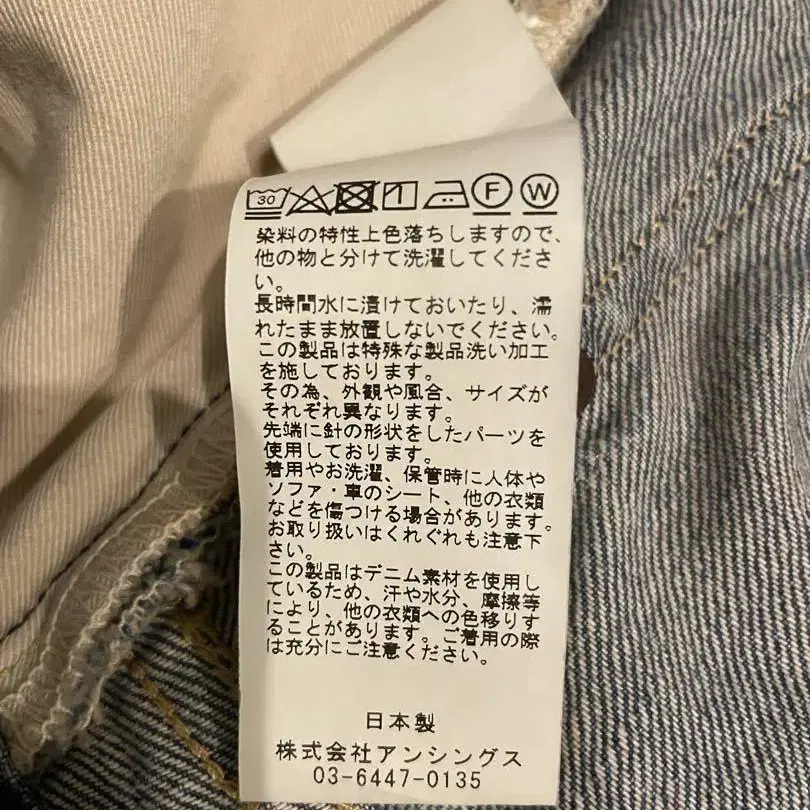 30 F W
染料の特性上色落ちしますので、
他の物と分けて洗濯してくださ
い。
長時間水に漬けておいたり、濡
れたまま放置しないでください。
この製品は特殊な製品洗い加工
を施しております。
その為、外観や風合、サイズが
それぞれ異なります。
先端に針の形状をしたパーツを
使用しております。
着用やお洗濯、保管時に人体や
ソファ・車のシート、他の衣類
などを傷つける場合があります。
お取り扱いはくれぐれも注意下
さい。
この製品はデニム素材を使用し
ているため、汗や水分、摩擦等
により、他の衣類への色移りす
ることがあります。ご着用の際
は充分にご注意ください。
日本製
株式会社アンシングス
03-6447-0135